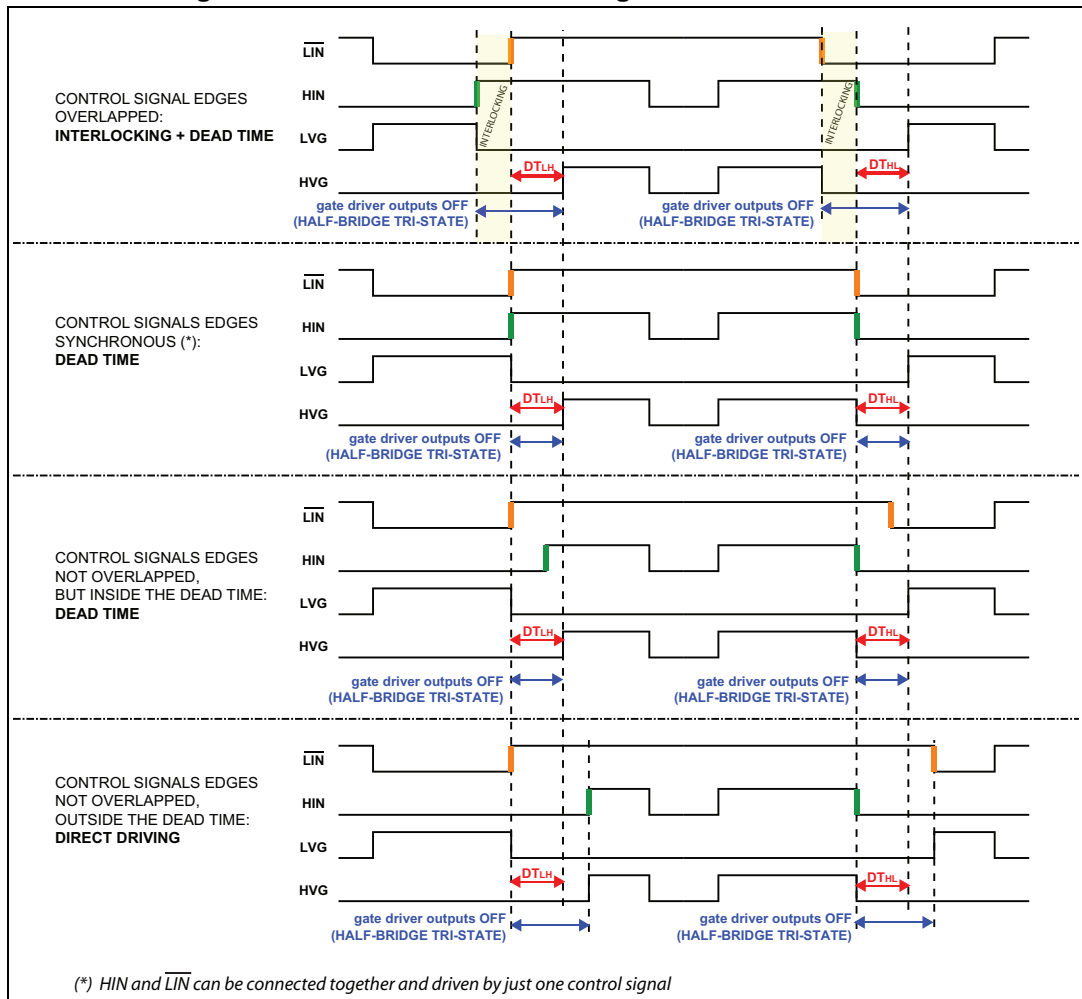 LIN
CONTROL SIGNAL EDGES
OVERLAPPED:
INTERLOCKING + DEAD TIME
HIN
INTERLOCKING
INTERLOCKING
LVG
DTLH
DTHL
HVG
gate driver outputs OFF
(HALF-BRIDGE TRI-STATE)
gate driver outputs OFF
(HALF-BRIDGE TRI-STATE)
LIN
CONTROL SIGNALS EDGES
SYNCHRONOUS (*):
DEAD TIME
HIN
LVG
DTLH
DTHL
HVG
gate driver outputs OFF
(HALF-BRIDGE TRI-STATE)
gate driver outputs OFF
(HALF-BRIDGE TRI-STATE)
LIN
CONTROL SIGNALS EDGES
NOT OVERLAPPED,
BUT INSIDE THE DEAD TIME:
DEAD TIME
HIN
LVG
DTLH
DTHL
HVG
gate driver outputs OFF
(HALF-BRIDGE TRI-STATE)
gate driver outputs OFF
(HALF-BRIDGE TRI-STATE)
LIN
CONTROL SIGNALS EDGES
NOT OVERLAPPED,
OUTSIDE THE DEAD TIME:
DIRECT DRIVING
HIN
LVG
DTLH
DTHL
HVG
gate driver outputs OFF
(HALF-BRIDGE TRI-STATE)
gate driver outputs OFF
(HALF-BRIDGE TRI-STATE)
(*) HIN and LIN can be connected together and driven by just one control signal